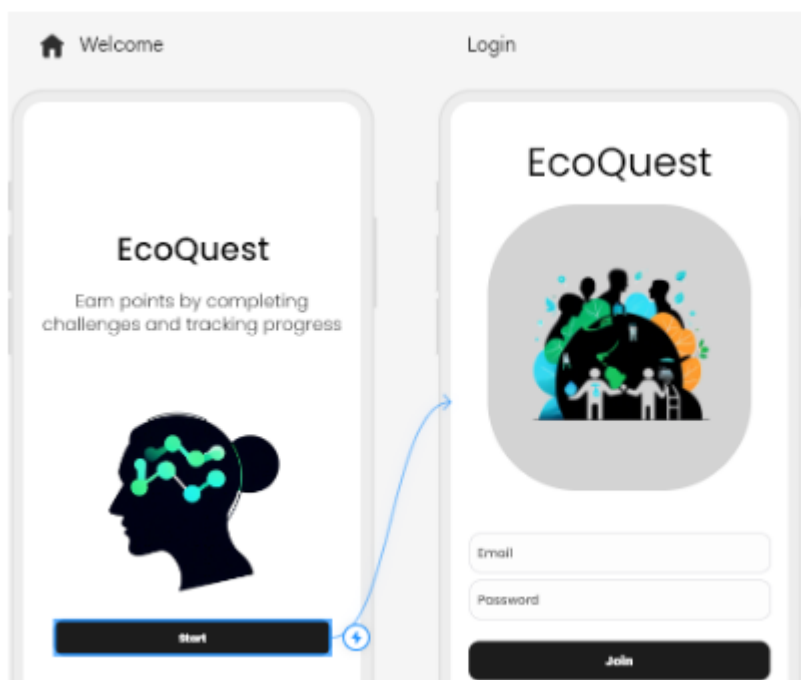 Welcome
EcoQuest
Earn points by completing
challenges and tracking progress
Start
Login
EcoQuest
Email
Password
Join